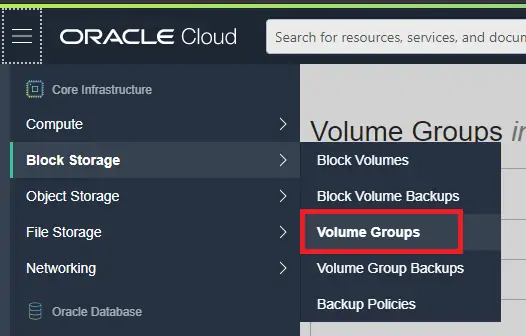 ORACLE Cloud
Search for resources, services, and docum
Core Infrastructure
Compute
Block Storage
Object Storage
File Storage
Networking
Oracle Database
Volume Groups in
Block Volumes
Block Volume Backups
Volume Groups
Volume Group Backups
Backup Policies